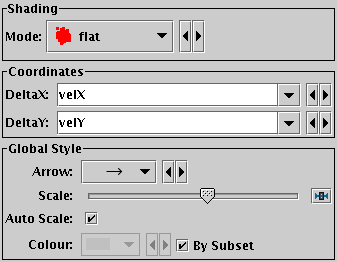 Shading
Mode: flat
Coordinates
DeltaX: velX
DeltaY: velY
Global Style
Arrow:
Scale:
Auto Scale:
Colour: By Subset